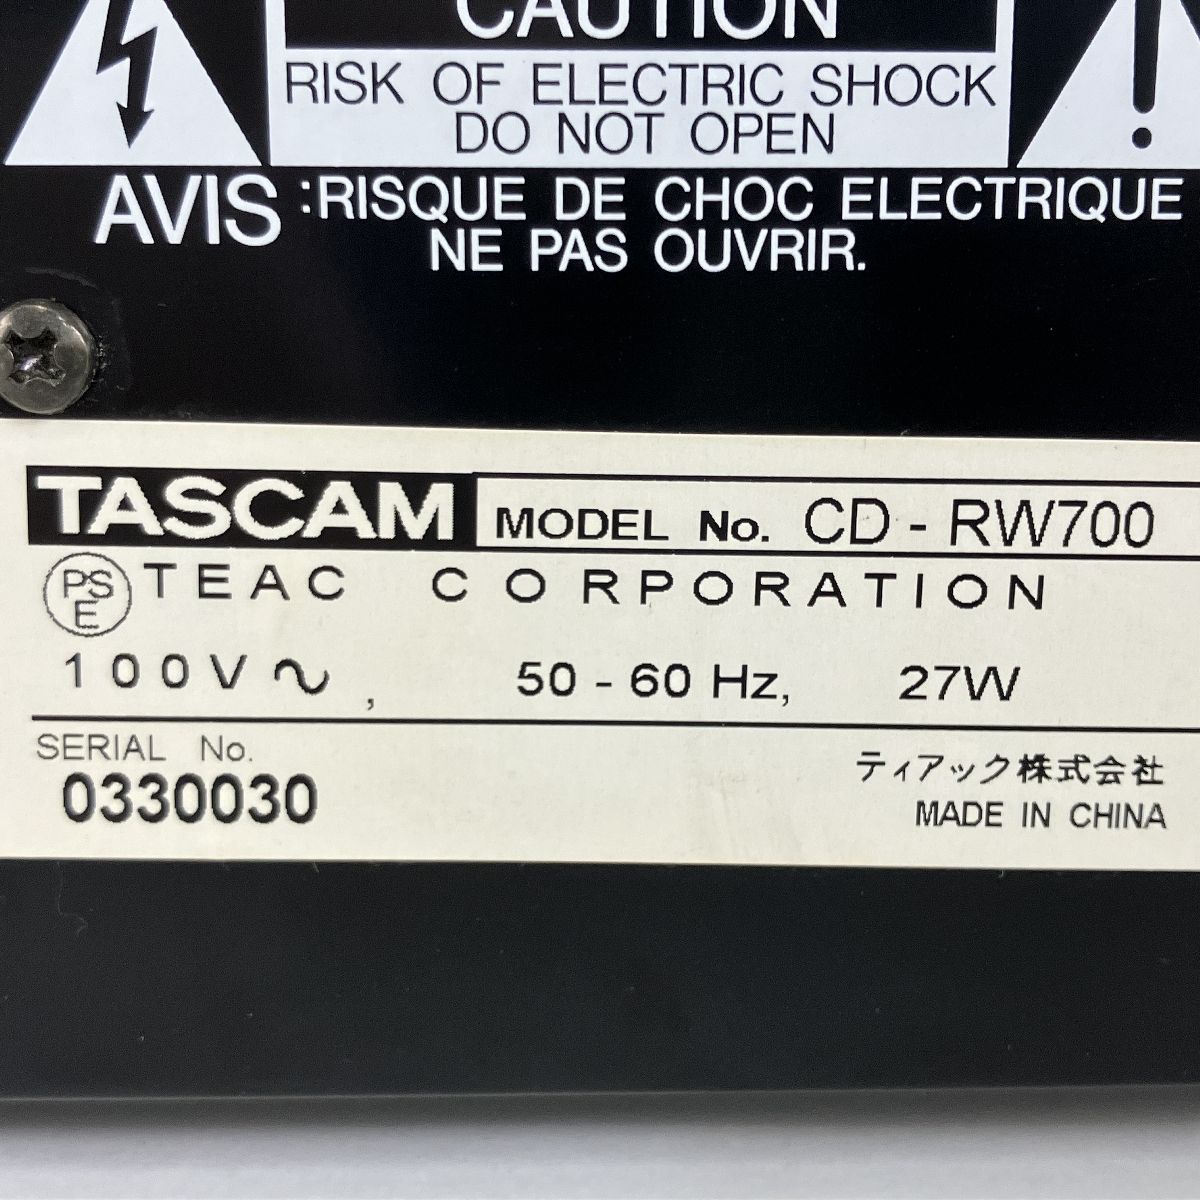 CAUTION
RISK OF ELECTRIC SHOCK
DO NOT OPEN
AVIS :RISQUE DE CHOC ELECTRIQUE
NE PAS OUVRIR.
TASCAM MODEL No. CD - RW700
PSE TEAC CORPORATION
100V ~, 50 - 60 Hz, 27W
SERIAL No.
0330030
ティアック株式会社
MADE IN CHINA